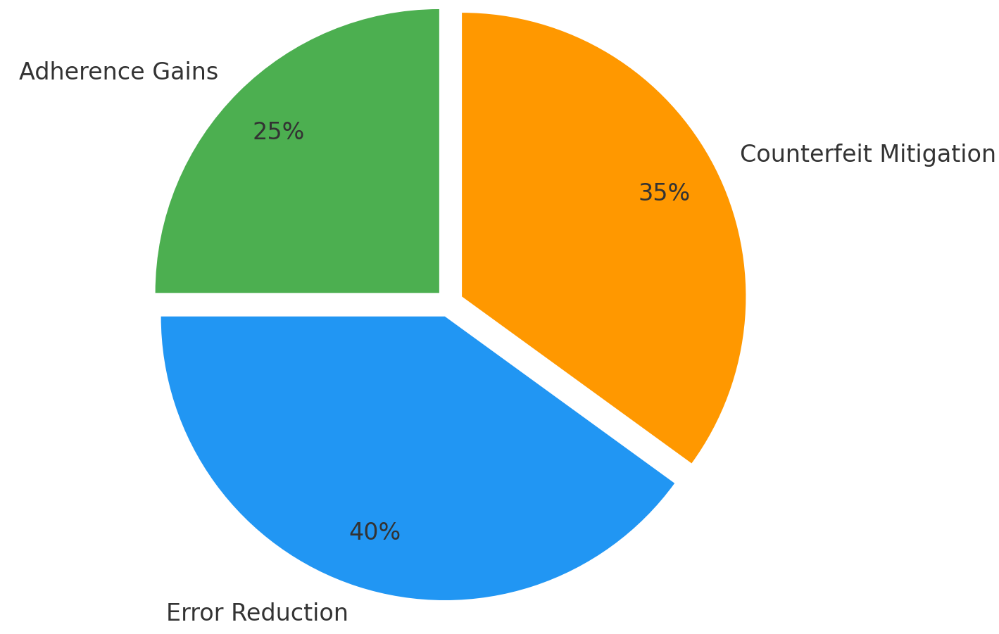 Adherence Gains
25%
Counterfeit Mitigation
35%
40%
Error Reduction